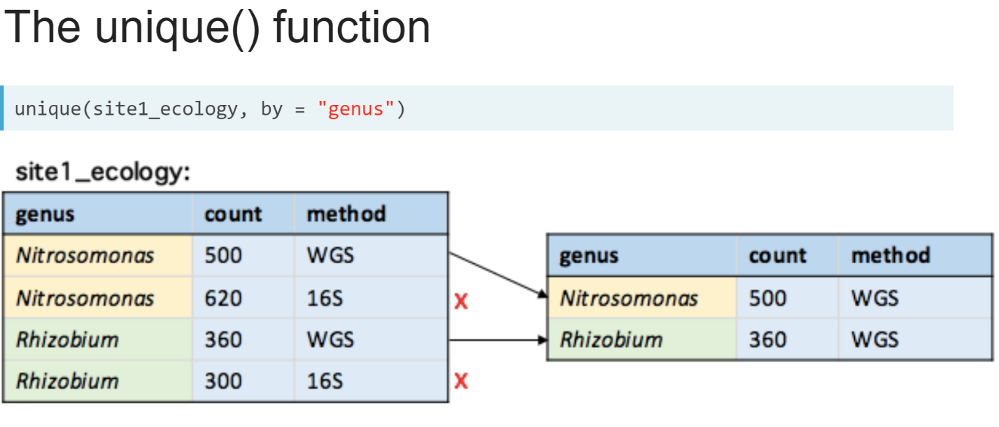 The unique() function
unique(site1_ecology, by = "genus")
site1_ecology:
genus count method
Nitrosomonas 500 WGS
Nitrosomonas 620 16S
X
Rhizobium 360 WGS
Rhizobium 300 16S
X
genus count method
Nitrosomonas 500 WGS
Rhizobium 360 WGS